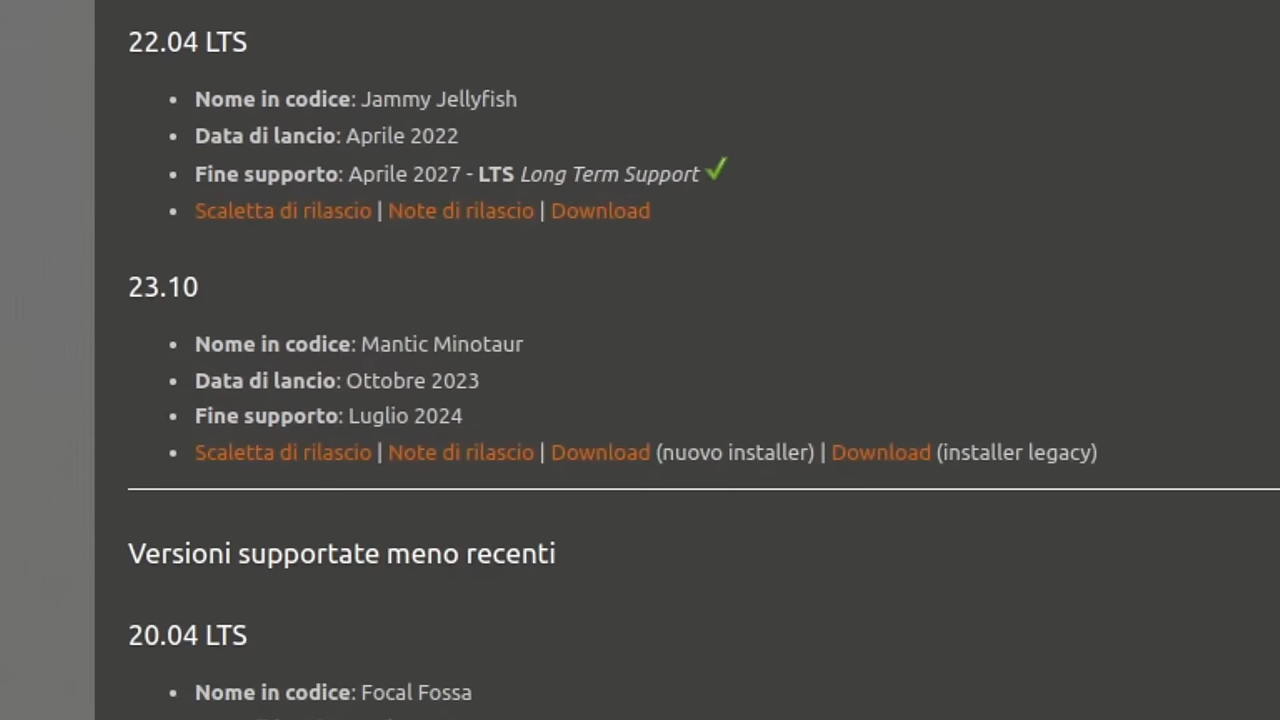 22.04 LTS
Nome in codice: Jammy Jellyfish
Data di lancio: Aprile 2022
Fine supporto: Aprile 2027 - LTS Long Term Support
Scaletta di rilascio | Note di rilascio | Download
23.10
Nome in codice: Mantic Minotaur
Data di lancio: Ottobre 2023
Fine supporto: Luglio 2024
Scaletta di rilascio | Note di rilascio | Download (nuovo installer) | Download (installer legacy)
Versioni supportate meno recenti
20.04 LTS
Nome in codice: Focal Fossa